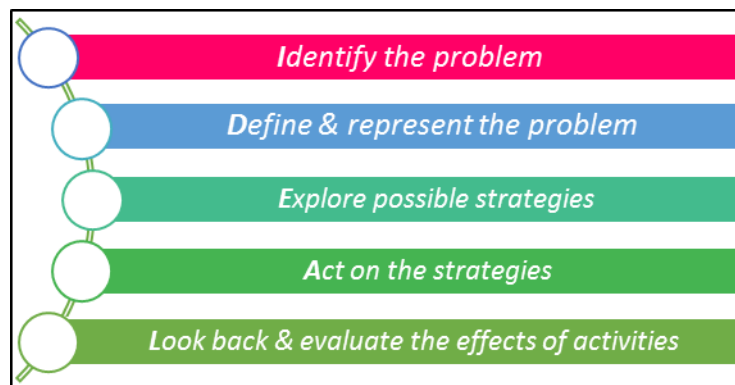 Identify the problem
Define & represent the problem
Explore possible strategies
Act on the strategies
Look back & evaluate the effects of activities